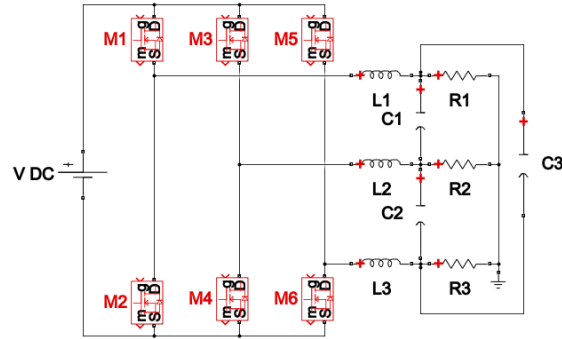 M1 g D m S
M3 g D m S
M5 g D m S
L1
R1
C1
V DC
+
L2
R2
C3
C2
M2 g D m S
M4 g D m S
M6 g D m S
L3
R3